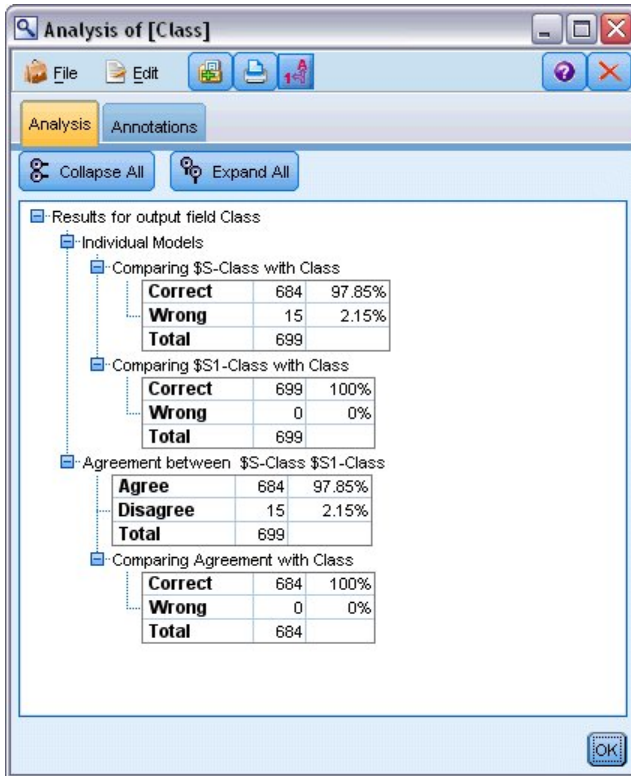 Analysis of [Class]
File Edit
Analysis Annotations
Collapse All Expand All
Results for output field Class
Individual Models
Comparing $S-Class with Class
Correct 684 97.85%
Wrong 15 2.15%
Total 699
Comparing $S1-Class with Class
Correct 699 100%
Wrong 0 0%
Total 699
Agreement between $S-Class $S1-Class
Agree 684 97.85%
Disagree 15 2.15%
Total 699
Comparing Agreement with Class
Correct 684 100%
Wrong 0 0%
Total 684
OK